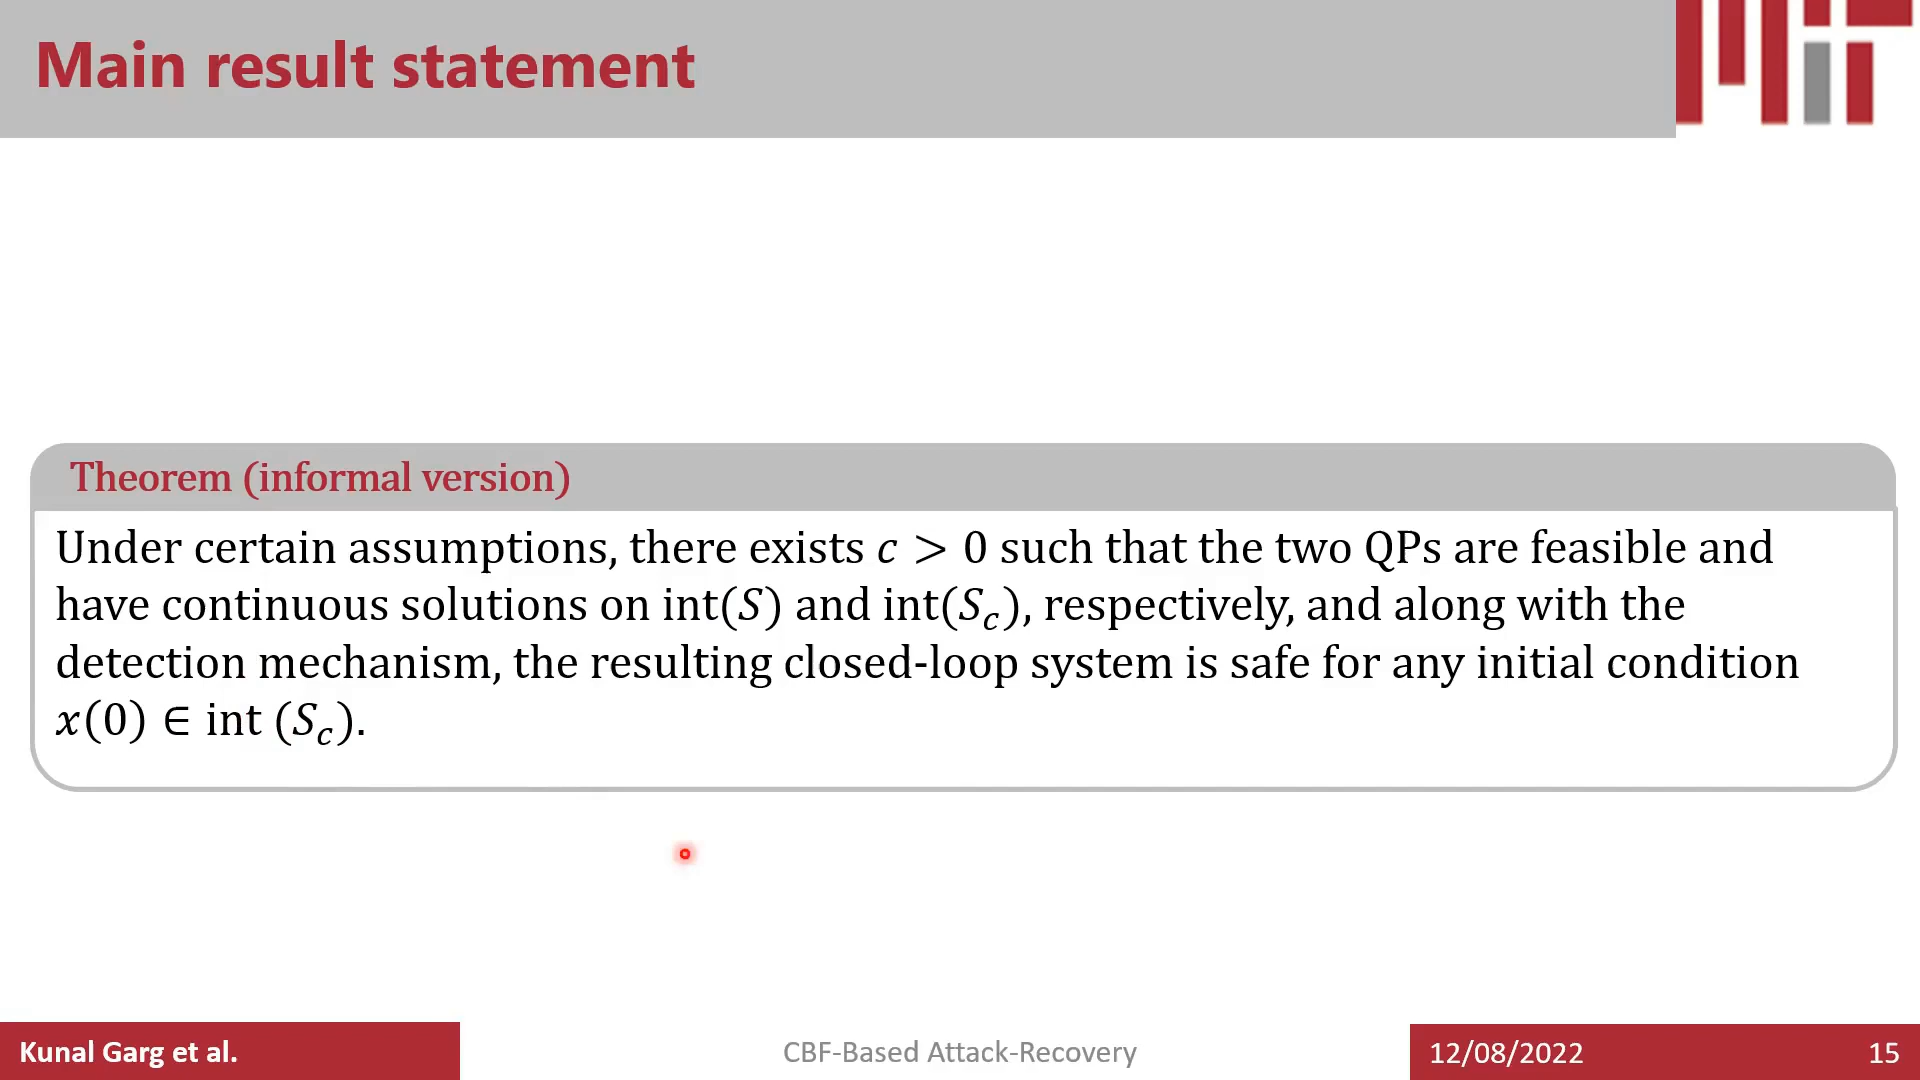 Main result statement
Theorem (informal version)
Under certain assumptions, there exists 𝑐 > 0 such that the two QPs are feasible and
have continuous solutions on int(𝑆) and int(𝑆𝑐), respectively, and along with the
detection mechanism, the resulting closed-loop system is safe for any initial condition
𝑥(0) ∈ int (𝑆𝑐).
Kunal Garg et al.
CBF-Based Attack-Recovery
12/08/2022
15